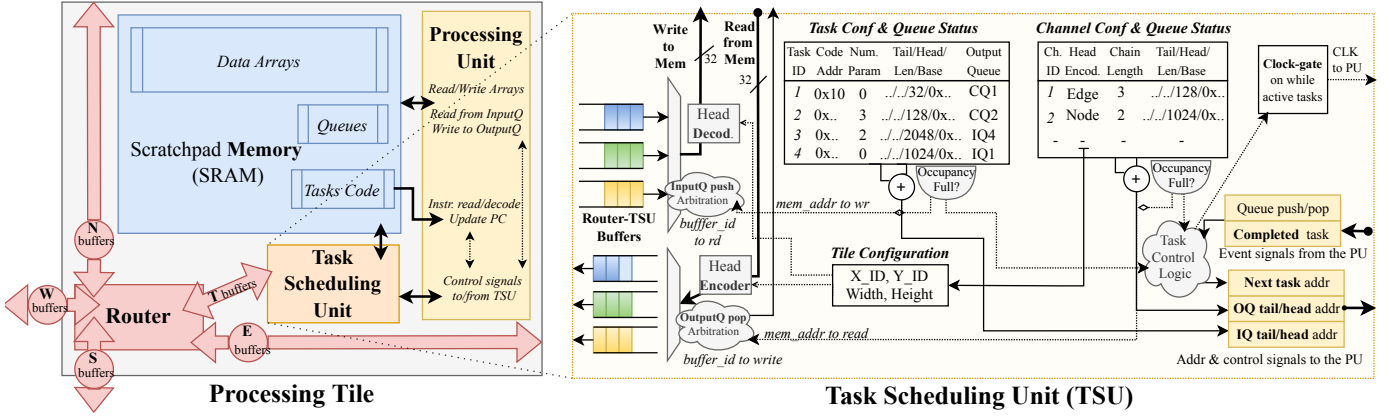 Data Arrays
Queues
Scratchpad Memory
(SRAM)
Tasks Code
Processing
Unit
Read/Write Arrays
Read from InputQ
Write to OutputQ
Instr. read/decode
Update PC
Control signals
to/from TSU
N
buffers
W
buffers
S
buffers
E
buffers
T buffers
Router
Task
Scheduling
Unit
Processing Tile
Write
to
Mem
Read
from
Mem
32
32
Head
Decod.
InputQ push
Arbitration
Router-TSU
Buffers
bufffer_id
to rd
Head
Encoder
OutputQ pop
Arbitration
buffer_id to write
mem_addr to wr
mem_addr to read
Task Conf & Queue Status
Task Code Num. Tail/Head/ Output
ID Addr Param Len/Base Queue
1 0x10 0 ../../32/0x.. CQ1
2 0x.. 3 ../../128/0x.. CQ2
3 0x.. 2 ../../2048/0x.. IQ4
4 0x.. 0 ../../1024/0x.. IQ1
+
Occupancy
Full?
Tile Configuration
X_ID, Y_ID
Width, Height
Channel Conf & Queue Status
Ch. Head Chain Tail/Head/
ID Encod. Length Len/Base
1 Edge 3 ../../128/0x..
2 Node 2 ../../1024/0x..
- - - -
+
Occupancy
Full?
Clock-gate
on while
active tasks
CLK
to PU
Task
Control
Logic
Queue push/pop
Completed task
Event signals from the PU
Next task addr
OQ tail/head addr
IQ tail/head addr
Addr & control signals to the PU
Task Scheduling Unit (TSU)